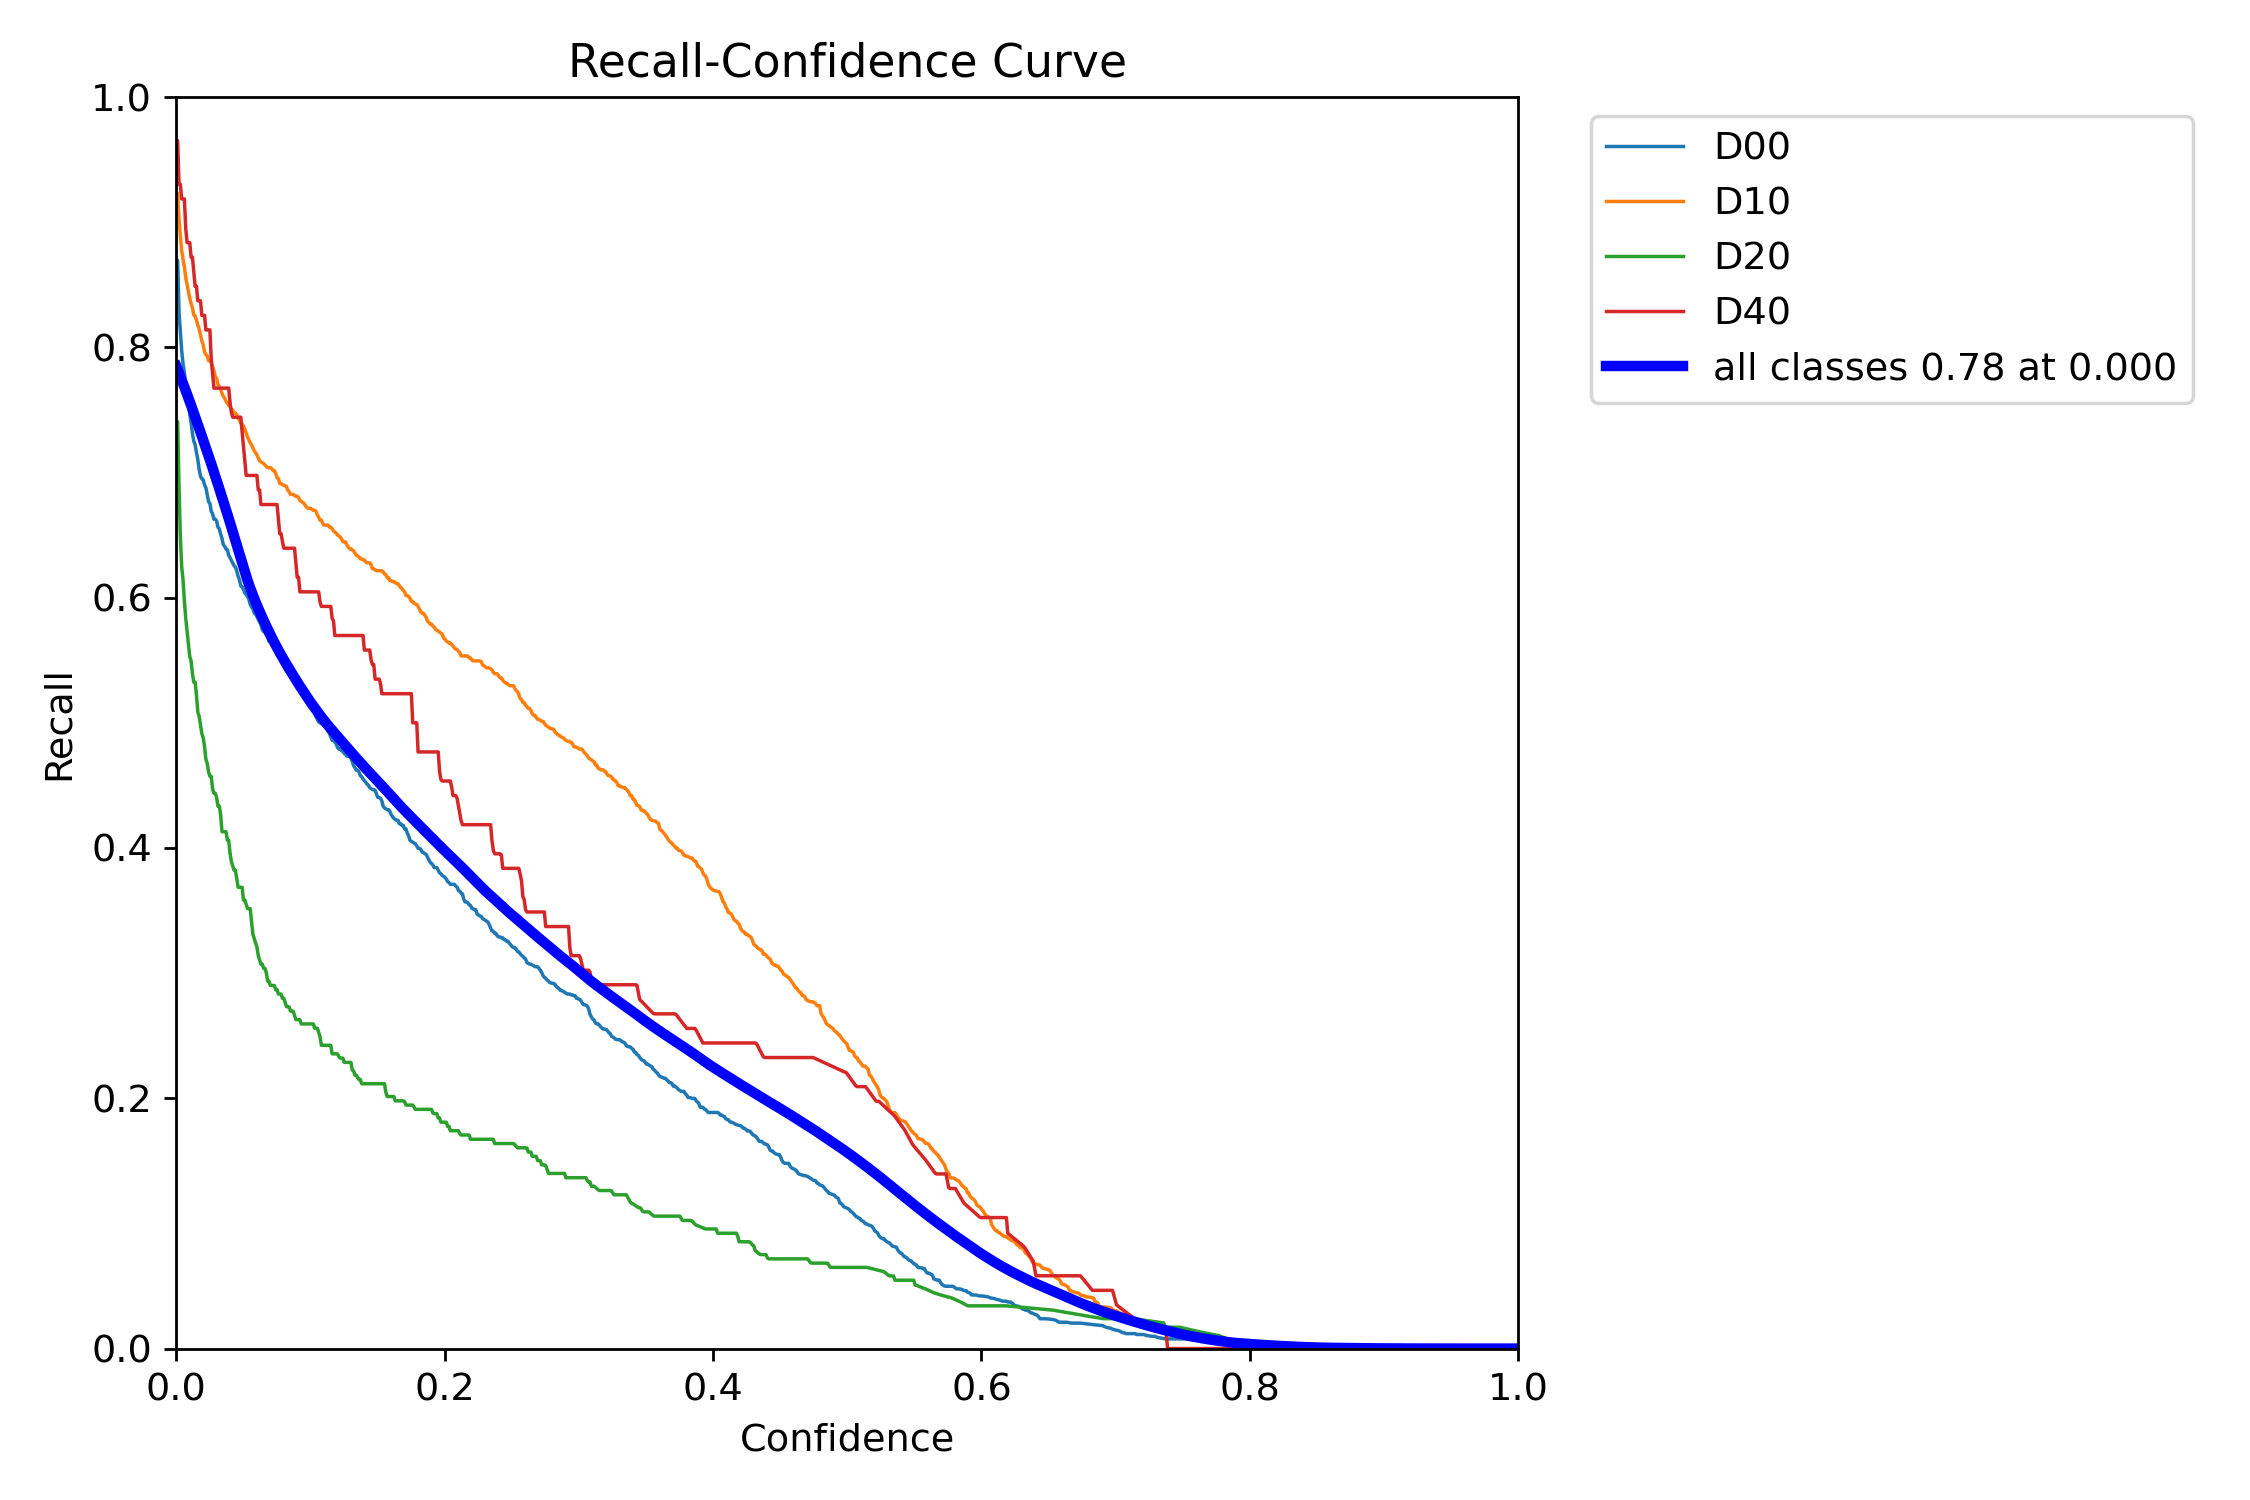 Recall-Confidence Curve
1.0
0.8
0.6
0.4
0.2
0.0
Recall
0.0 0.2 0.4 0.6 0.8 1.0
Confidence
D00
D10
D20
D40
all classes 0.78 at 0.000